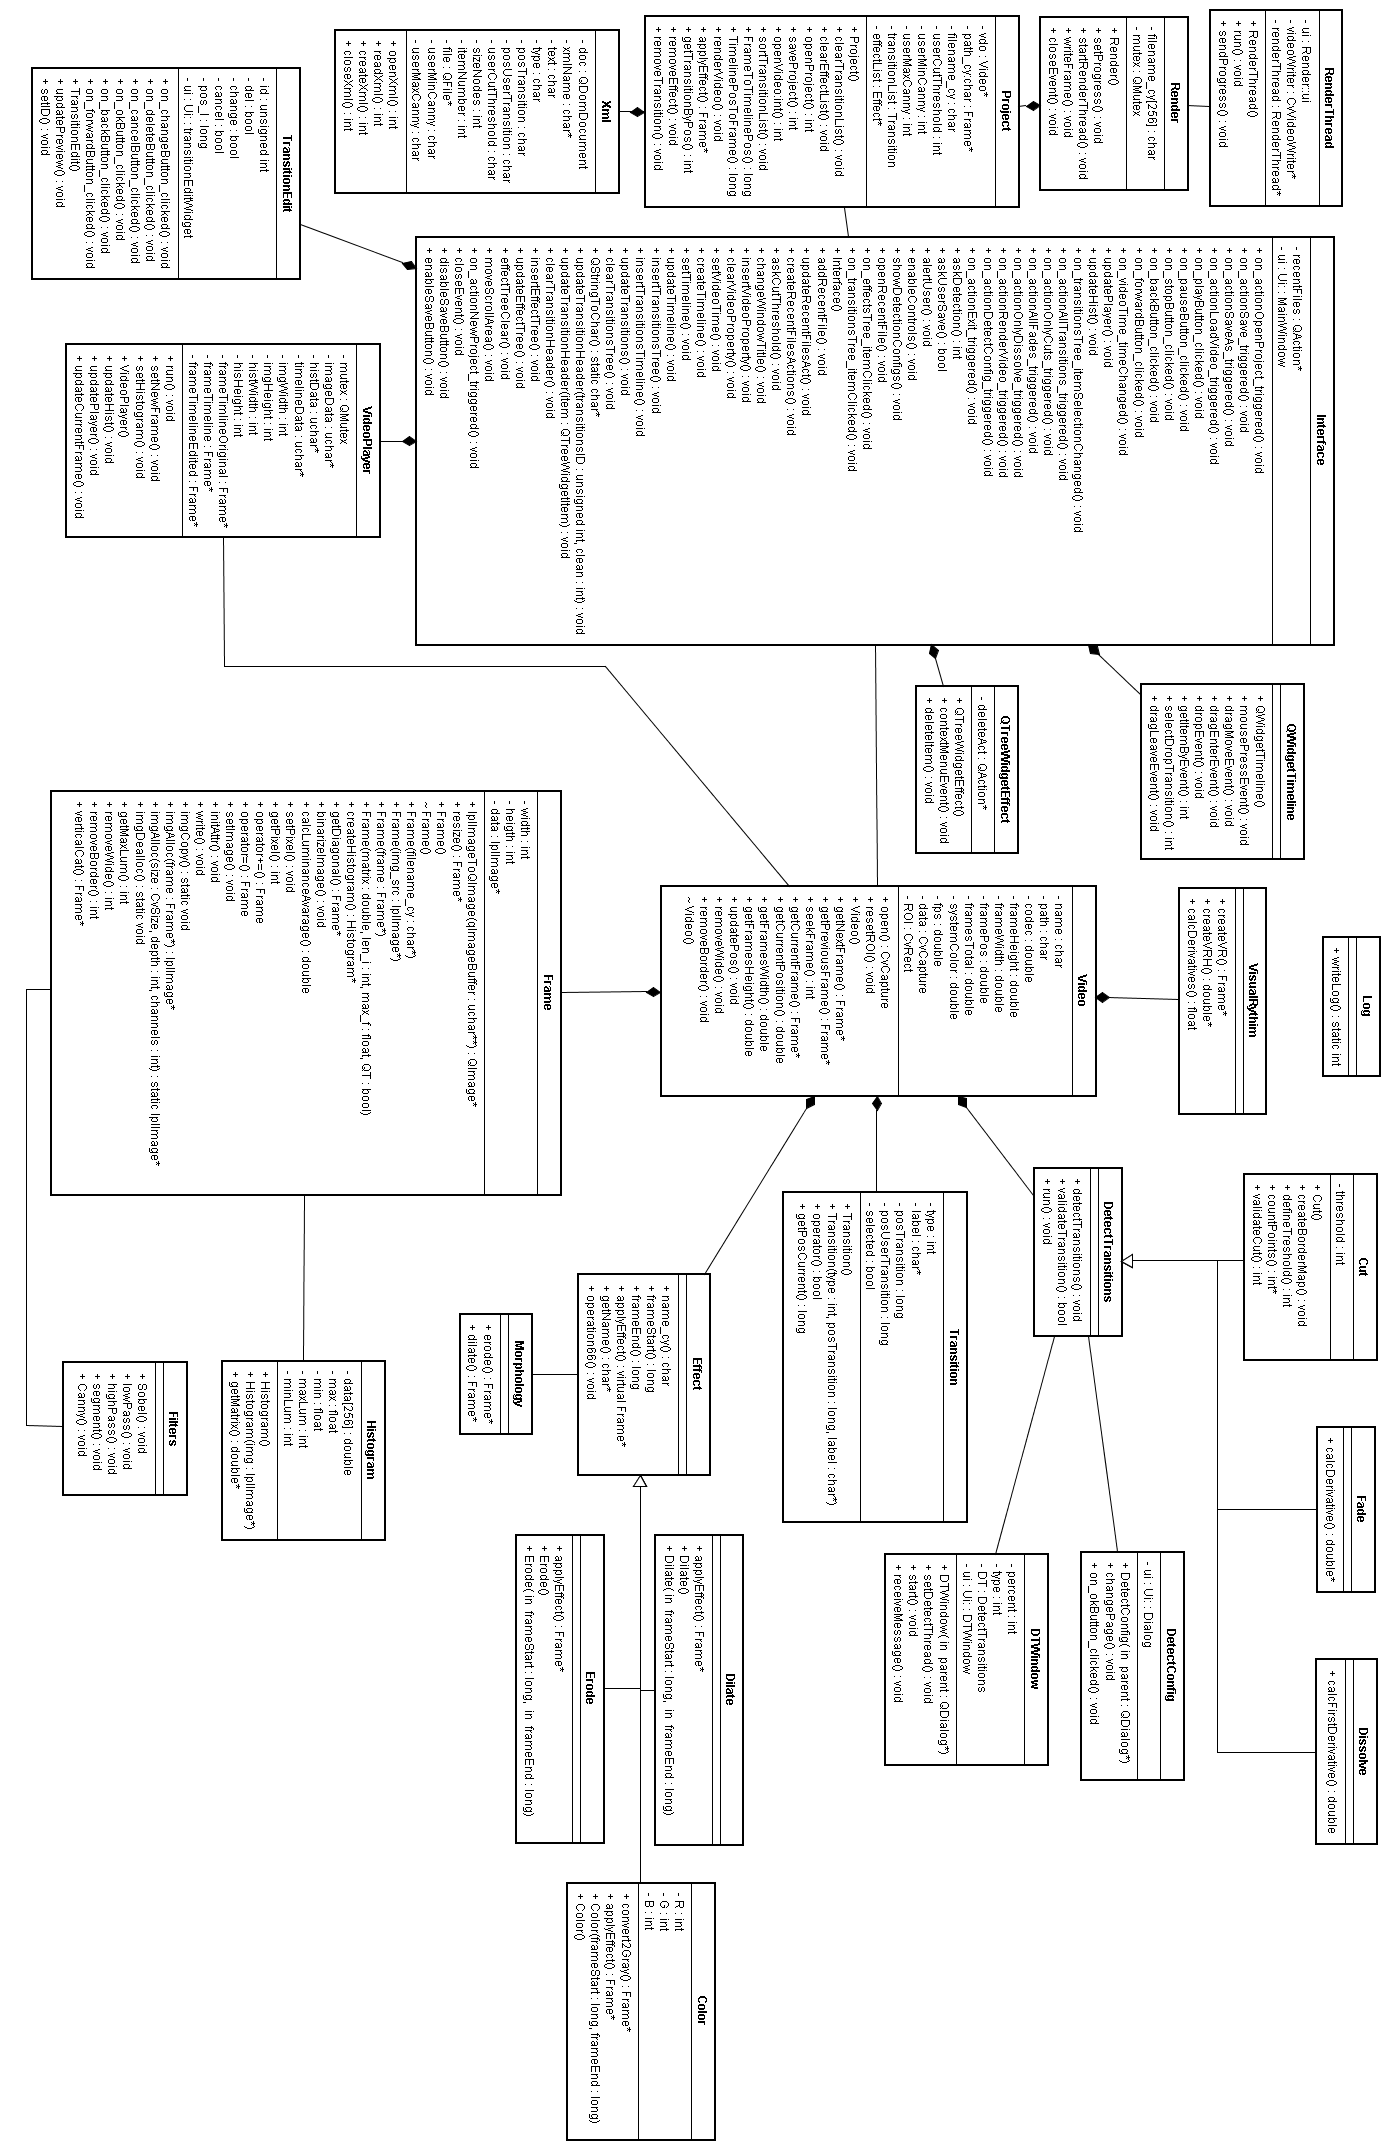 RenderThread
- ui : Render::ui
- videoWriter : CvVideoWriter*
- renderThread : RenderThread*
+ RenderThread()
+ run() : void
+ sendProgress() : void
Render
- filename_cy[256] : char
- mutex : QMutex
+ Render()
+ setProgress() : void
+ startRenderThread() : void
+ writeFrame() : void
+ closeEvent() : void
Project
- vdo : Video*
- path_cy:char : Frame*
- filename_cy : char
- userCutThreshold : int
- userMinCanny : int
- userMaxCanny : int
- transitionList : Transition
- effectList : Effect*
+ Project()
+ clearTransitionList() : void
+ clearEffectList() : void
+ openProject() : int
+ saveProject() : int
+ openVideo() : int
+ sortTransitionList() : void
+ FrameToTimelinePos() : long
+ TimelinePosToFrame() : long
+ renderVideo() : void
+ applyEffect() : Frame*
+ getTransitionByPos() : int
+ removeEffect() : void
+ removeTransition() : void
Xml
- doc : QDomDocument
- xmlName : char*
- text : char
- type : char
- posTransition : char
- posUserTransition : char
- userCutThreshold : char
- sizeNodes : int
- itemNumber : int
- file : QFile*
- userMinCanny : char
- userMaxCanny : char
+ openXml() : int
+ readXml() : int
+ createXml() : int
+ closeXml() : int
TransitionEdit
- id : unsigned int
- del : bool
- change : bool
- cancel : bool
- pos_l : long
- ui : Ui:: transitionEditWidget
+ on_changeButton_clicked() : void
+ on_deleteButton_clicked() : void
+ on_cancelButton_clicked() : void
+ on_okButton_clicked() : void
+ on_backButton_clicked() : void
+ on_forwardButton_clicked() : void
+ TransitionEdit()
+ updatePreview() : void
+ setID() : void
Interface
- recentFiles : QAction*
- ui : Ui:: MainWindow
+ on_actionOpenProject_triggered() : void
+ on_actionSave_triggered() : void
+ on_actionSaveAs_triggered() : void
+ on_actionLoadVideo_triggered() : void
+ on_playButton_clicked() : void
+ on_pauseButton_clicked() : void
+ on_stopButton_clicked() : void
+ on_backButton_clicked() : void
+ on_forwardButton_clicked() : void
+ on_videoTime_timeChanged() : void
+ updatePlayer() : void
+ updateHist() : void
+ on_transitionsTree_itemSelectionChanged() : void
+ on_actionAllTransitions_triggered() : void
+ on_actionOnlyCuts_triggered() : void
+ on_actionAllFades_triggered() : void
+ on_actionOnlyDissolve_triggered() : void
+ on_actionRenderVideo_triggered() : void
+ on_actionDetectConfig_triggered() : void
+ on_actionExit_triggered() : void
+ askDetection() : int
+ askUserSave() : bool
+ alertUser() : void
+ enableControls() : void
+ showDetectionConfigs() : void
+ openRecentFile() : void
+ on_effectsTree_itemClicked() : void
+ on_transitionsTree_itemClicked() : void
+ Interface()
+ addRecentFile() : void
+ updateRecentFilesAct() : void
+ createRecentFilesActions() : void
+ askCutThreshold() : void
+ changeWindowTitle() : void
+ insertVideoProperty() : void
+ clearVideoProperty() : void
+ setVideoTime() : void
+ createTimeline() : void
+ setTimeline() : void
+ updateTimeline() : void
+ insertTransitionsTree() : void
+ insertTransitionsTimeline() : void
+ updateTransitions() : void
+ clearTransitionsTree() : void
+ QStringToChar() : static char*
+ updateTransitionHeader(transitionsID : unsigned int, clean : int) : void
+ updateTransitionHeader(item : QTreeWidgetItem) : void
+ clearTransitionHeader() : void
+ insertEffectTree() : void
+ updateEffectTree() : void
+ effectTreeClear() : void
+ moveScrollArea() : void
+ on_actionNewProject_triggered() : void
+ closeEvent() : void
+ disableSaveButton() : void
+ enableSaveButton() : void
VideoPlayer
- mutex : QMutex
- imageData : uchar*
- histData : uchar*
- timelineData : uchar*
- imgWidth : int
- imgHeight : int
- histWidth : int
- hisHeight : int
- frameTimlineOriginal : Frame*
- frameTimeline : Frame*
- frameTimelineEdited : Frame*
+ run() : void
+ setNewFrame() : void
+ setHistogram() : void
+ VideoPlayer()
+ updateHist() : void
+ updatePlayer() : void
+ updateCurrentFrame() : void
QWidgetTimeline
+ QWidgetTimeline()
+ mousePressEvent() : void
+ dragMoveEvent() : void
+ dragEnterEvent() : void
+ dropEvent() : void
+ getItemByEvent() : int
+ selectDropTransition() : int
+ dragLeaveEvent() : void
QTreeWidgetEffect
- deleteAct : QAction*
+ QTreeWidgetEffect()
+ contextMenuEvent() : void
+ deleteItem() : void
Log
+ writeLog() : static int
VisualRythim
+ createVR() : Frame*
+ createVRH() : double*
+ calcDerivatives() : float
Video
- name : char
- path : char
- codec : double
- frameHeight : double
- frameWidth : double
- framePos : double
- framesTotal : double
- systemColor : double
- fps : double
- data : CvCapture
- ROI : CvRect
+ open() : CvCapture
+ resetROI() : void
+ Video()
+ getNextFrame() : Frame*
+ getPreviousFrame() : Frame*
+ seekFrame() : int
+ getCurrentFrame() : Frame*
+ getCurrentPosition() : double
+ getFramesWidth() : double
+ getFramesHeight() : double
+ updatePos() : void
+ removeWide() : void
+ removeBorder() : void
~ Video()
Frame
- width : int
- heigth : int
- data : IplImage*
+ IplImageToQImage(qImageBuffer : uchar**) : QImage*
+ resize() : Frame*
+ Frame()
~ Frame()
+ Frame(filename_cy : char*)
+ Frame(img_src : IplImage*)
+ Frame(frame : Frame*)
+ Frame(matrix : double, len_i : int, max_f : float, QT : bool)
+ createHistogram() : Histogram*
+ getDiagonal() : Frame*
+ binarizeImage() : void
+ calcLuminanceAvarage() : double
+ setPixel() : void
+ getPixel() : int
+ operator+=() : Frame
+ operator=() : Frame
+ setImage() : void
+ initAttr() : void
+ write() : void
+ imgCopy() : static void
+ imgAlloc(frame : Frame*) : IplImage*
+ imgAlloc(size : CvSize, depth : int, channels : int) : static IplImage*
+ imgDealloc() : static void
+ getMaxLum() : int
+ removeWide() : int
+ removeBorder() : int
+ verticalCat() : Frame*
Cut
- threshold : int
+ Cut()
+ createBorderMap() : void
+ defineTreshold() : int
+ countPoints() : int*
+ validateCut() : int
DetectTransitions
+ detectTransitions() : void
+ validateTransition() : bool
+ run() : void
Transition
- type : int
- label : char*
- posTransition : long
- posUserTransition : long
- selected : bool
+ Transition()
+ Transition(type : int, posTransition : long, label : char*)
+ operator() : bool
+ getPosCurrent() : long
Effect
+ name_cy() : char
+ frameStart() : long
+ frameEnd() : long
+ applyEffect() : virtual Frame*
+ getName() : char*
+ operation66() : void
Morphology
+ erode() : Frame*
+ dilate() : Frame*
Histogram
- data[256] : double
- max : float
- min : float
- maxLum : int
- minLum : int
+ Histogram()
+ Histogram(img : IplImage*)
+ getMatrix() : double*
Filters
+ Sobel() : void
+ lowPass() : void
+ highPass() : void
+ segment() : void
+ Canny() : void
Fade
+ calcDerivative() : double*
DetectConfig
- ui : Ui:: Dialog
+ DetectConfig( in parent : QDialog*)
+ changePage() : void
+ on_okButton_clicked() : void
DTWindow
- percent : int
- type : int
- DT : DetectTransitions
- ui : Ui:: DTWindow
+ DTWindow( in parent : QDialog*)
+ setDetectThread() : void
+ start() : void
+ receiveMessage() : void
Dilate
+ applyEffect() : Frame*
+ Dilate()
+ Dilate( in frameStart : long, in frameEnd : long)
Erode
+ applyEffect() : Frame*
+ Erode()
+ Erode( in frameStart : long, in frameEnd : long)
Dissolve
+ calcFirstDerivative() : double
Color
- R : int
- G : int
- B : int
+ convert2Gray() : Frame*
+ applyEffect() : Frame*
+ Color(frameStart : long, frameEnd : long)
+ Color()